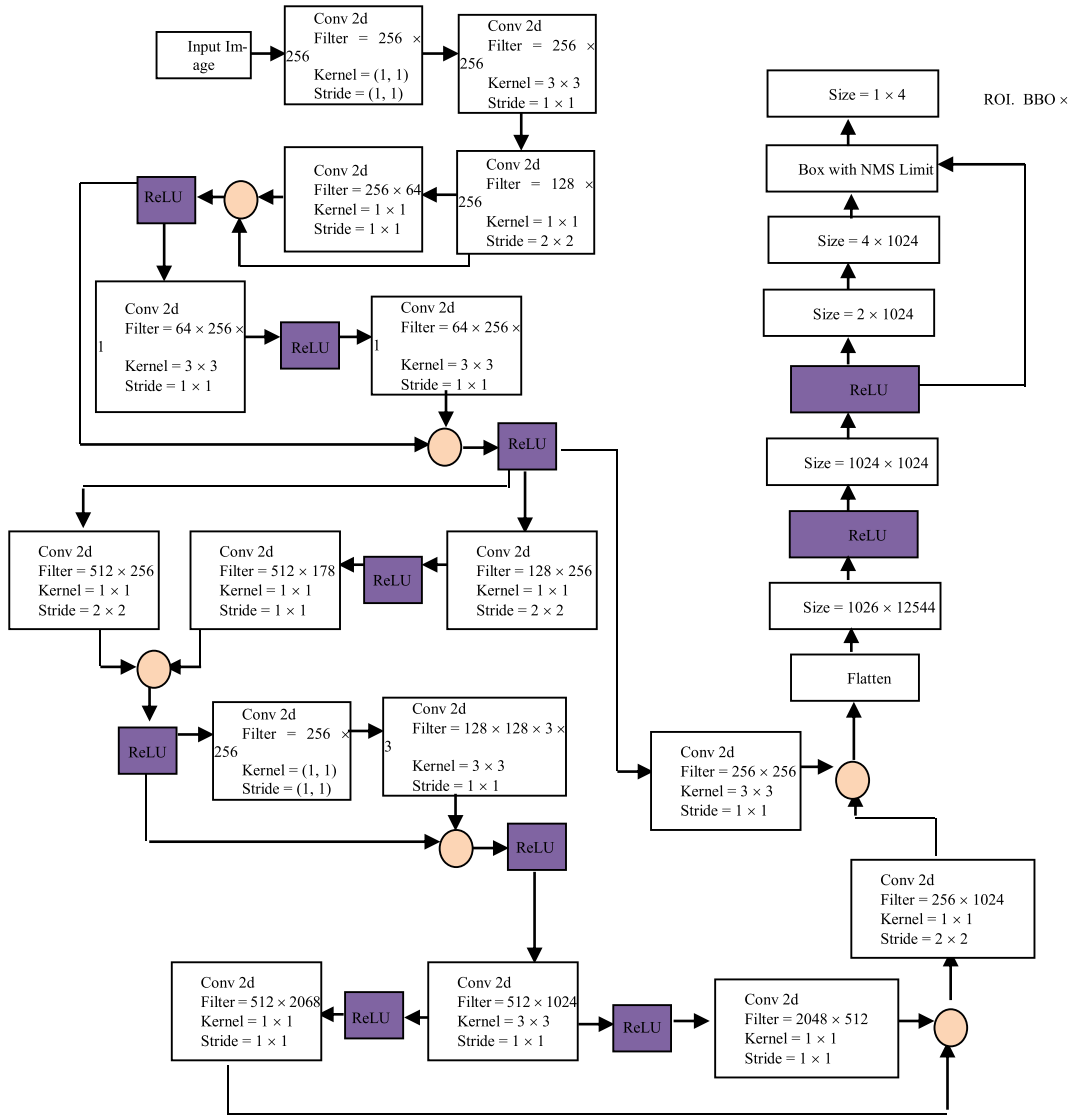 Input Im-
age
Conv 2d
Filter = 256 ×
256
Kernel = (1, 1)
Stride = (1, 1)
Conv 2d
Filter = 256 ×
256
Kernel = 3 × 3
Stride = 1 × 1
Conv 2d
Filter = 128 ×
256
Kernel = 1 × 1
Stride = 2 × 2
Conv 2d
Filter = 256 × 64
Kernel = 1 × 1
Stride = 1 × 1
ReLU
Conv 2d
Filter = 64 × 256 ×
1
Kernel = 3 × 3
Stride = 1 × 1
ReLU
Conv 2d
Filter = 64 × 256 ×
1
Kernel = 3 × 3
Stride = 1 × 1
ReLU
Conv 2d
Filter = 512 × 256
Kernel = 1 × 1
Stride = 2 × 2
Conv 2d
Filter = 512 × 178
Kernel = 1 × 1
Stride = 1 × 1
ReLU
Conv 2d
Filter = 128 × 256
Kernel = 1 × 1
Stride = 2 × 2
ReLU
Conv 2d
Filter = 256 ×
256
Kernel = (1, 1)
Stride = (1, 1)
Conv 2d
Filter = 128 × 128 × 3 ×
3
Kernel = 3 × 3
Stride = 1 × 1
ReLU
Conv 2d
Filter = 512 × 2068
Kernel = 1 × 1
Stride = 1 × 1
ReLU
Conv 2d
Filter = 512 × 1024
Kernel = 3 × 3
Stride = 1 × 1
ReLU
Conv 2d
Filter = 2048 × 512
Kernel = 1 × 1
Stride = 1 × 1
Conv 2d
Filter = 256 × 1024
Kernel = 1 × 1
Stride = 2 × 2
Conv 2d
Filter = 256 × 256
Kernel = 3 × 3
Stride = 1 × 1
Flatten
Size = 1026 × 12544
ReLU
Size = 1024 × 1024
ReLU
Size = 2 × 1024
Size = 4 × 1024
Box with NMS Limit
Size = 1 × 4
ROI. BBO ×